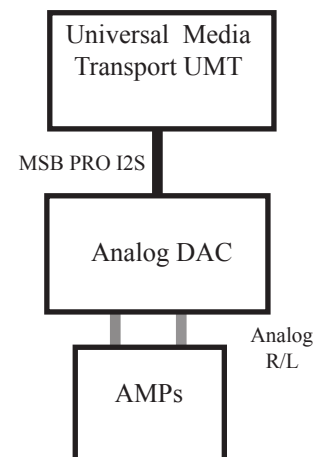 Universal Media
Transport UMT
MSB PRO I2S
Analog DAC
Analog
R/L
AMPs